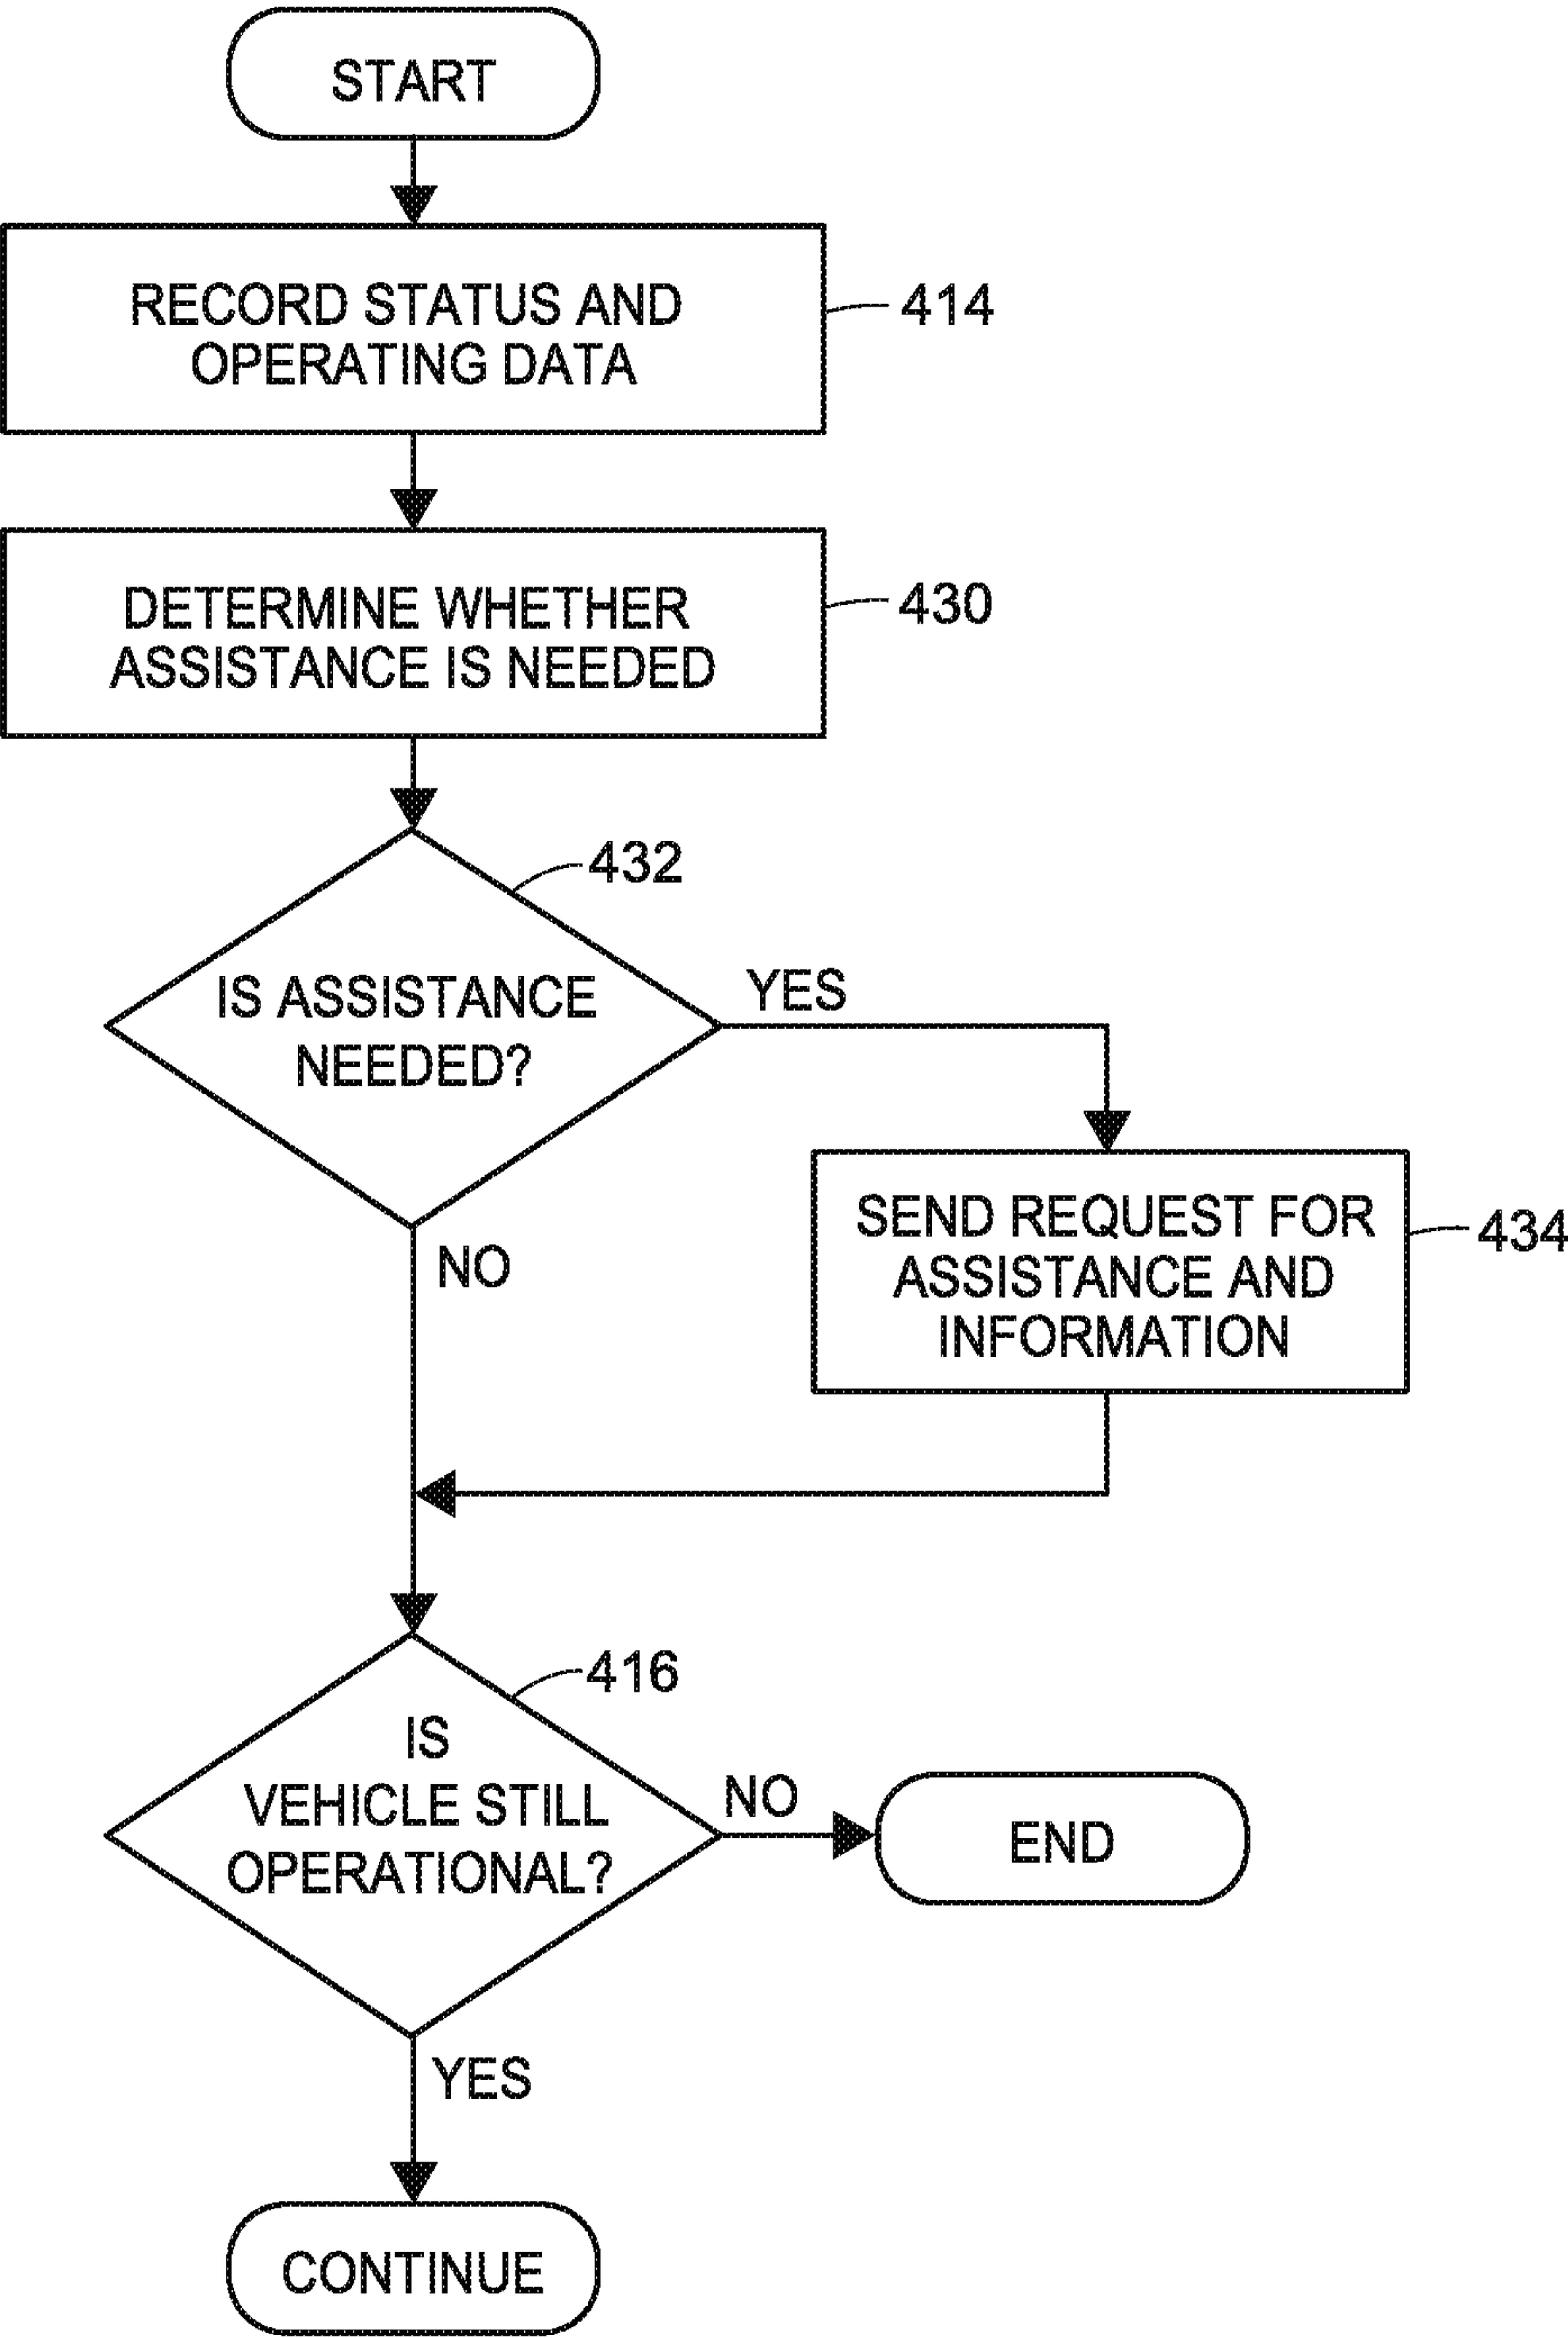 START
RECORD STATUS AND
OPERATING DATA
414
DETERMINE WHETHER
ASSISTANCE IS NEEDED
430
432
IS ASSISTANCE
NEEDED?
YES
NO
SEND REQUEST FOR
ASSISTANCE AND
INFORMATION
434
416
IS
VEHICLE STILL
OPERATIONAL?
NO
END
YES
CONTINUE